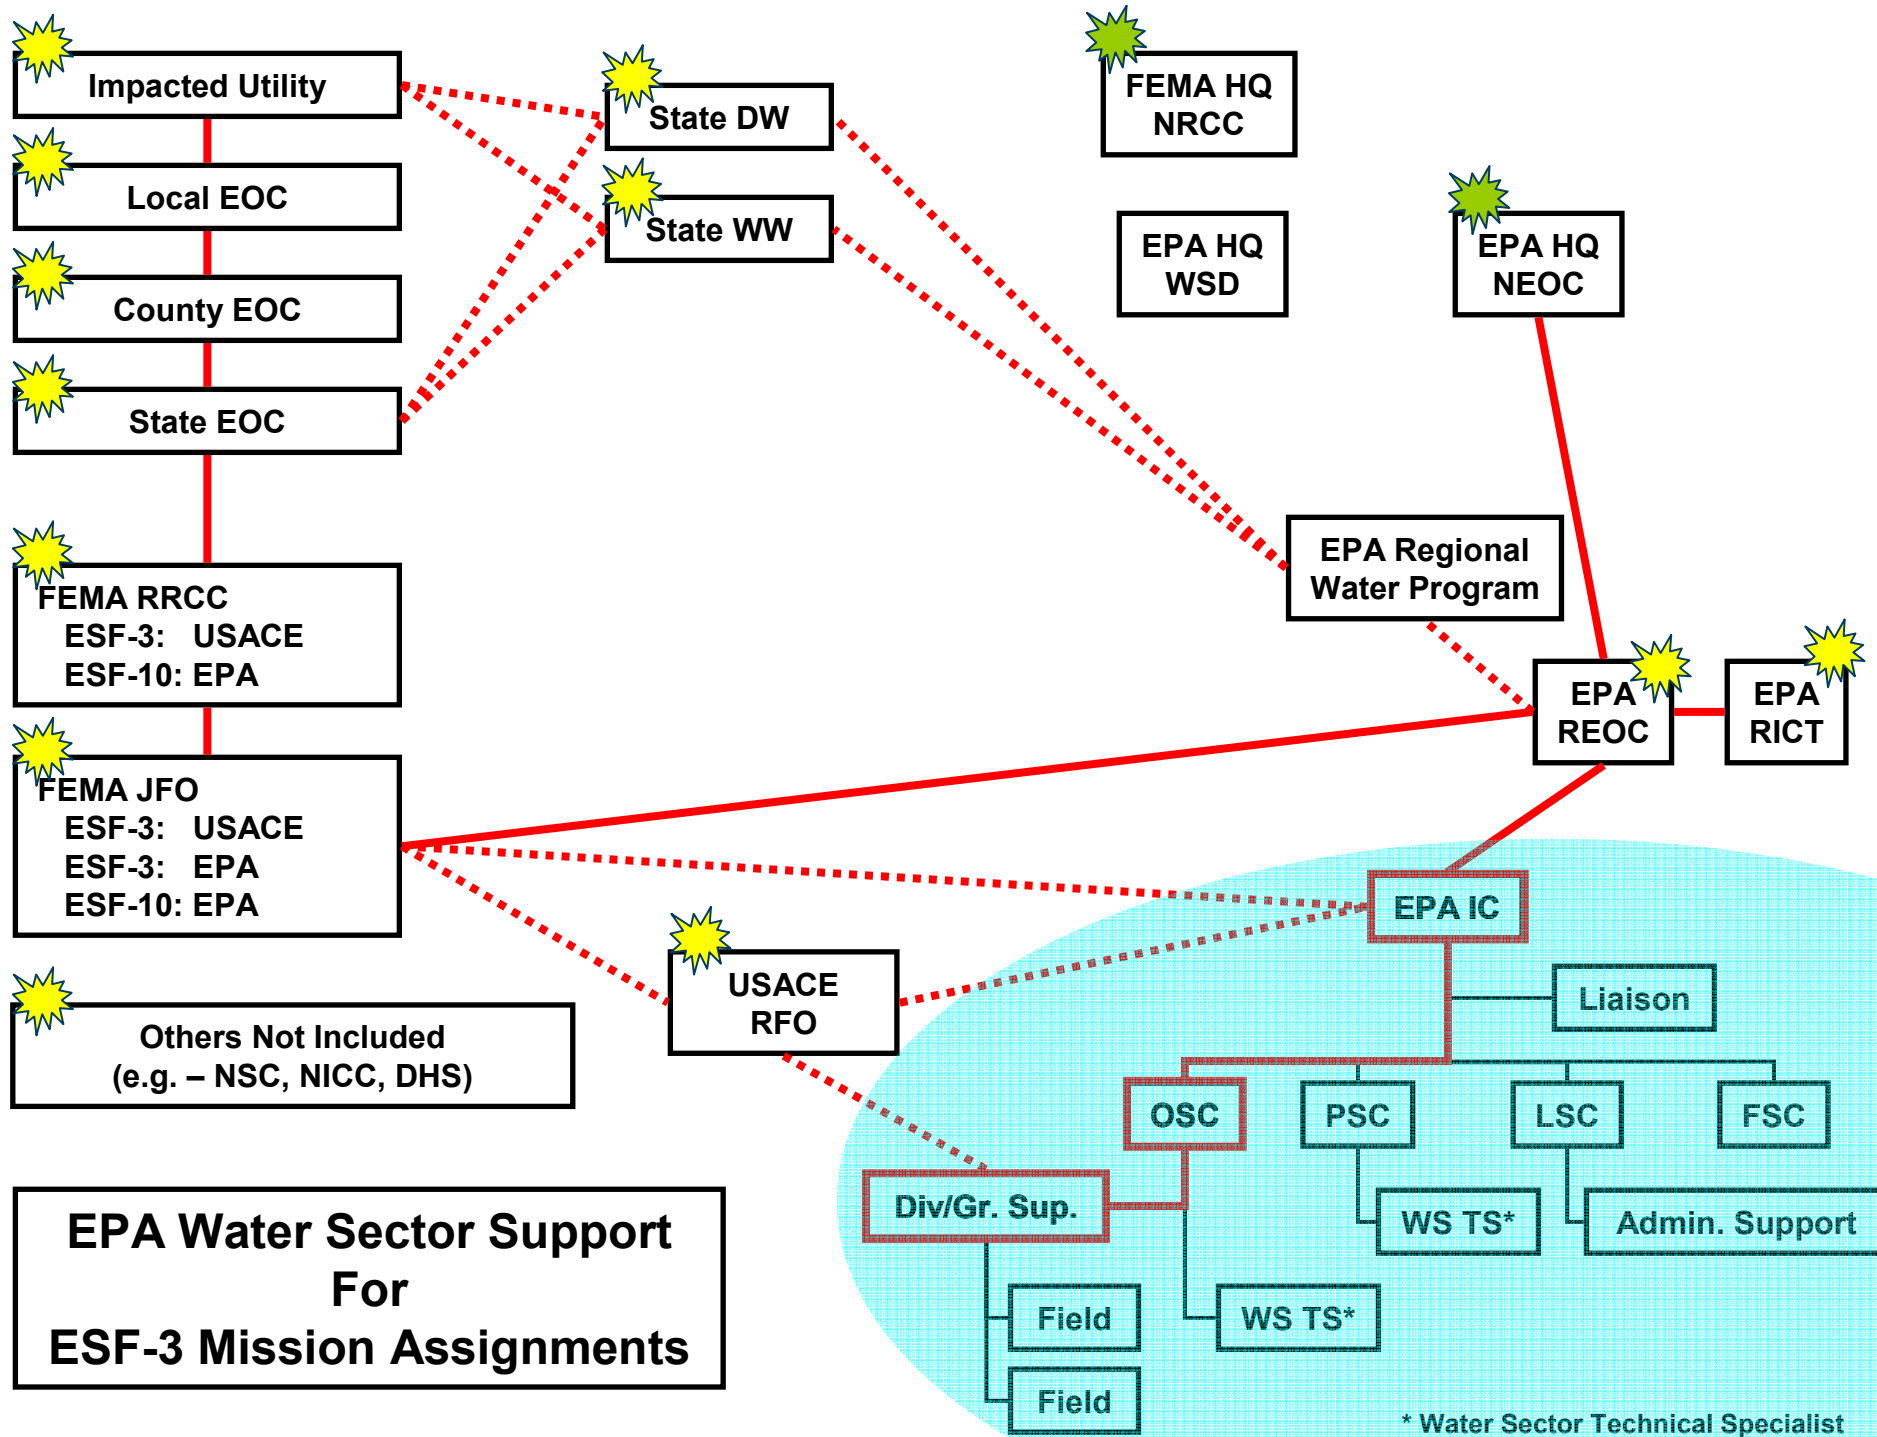 Impacted Utility
Local EOC
County EOC
State EOC
FEMA RRCC
ESF-3: USACE
ESF-10: EPA
FEMA JFO
ESF-3: USACE
ESF-3: EPA
ESF-10: EPA
Others Not Included
(e.g. – NSC, NICC, DHS)
EPA Water Sector Support
For
ESF-3 Mission Assignments
State DW
State WW
USACE
RFO
FEMA HQ
NRCC
EPA HQ
WSD
EPA HQ
NEOC
EPA Regional
Water Program
EPA
REOC
EPA
RICT
EPA IC
Liaison
OSC
PSC
LSC
FSC
Div/Gr. Sup.
WS TS*
Admin. Support
Field
WS TS*
Field
* Water Sector Technical Specialist